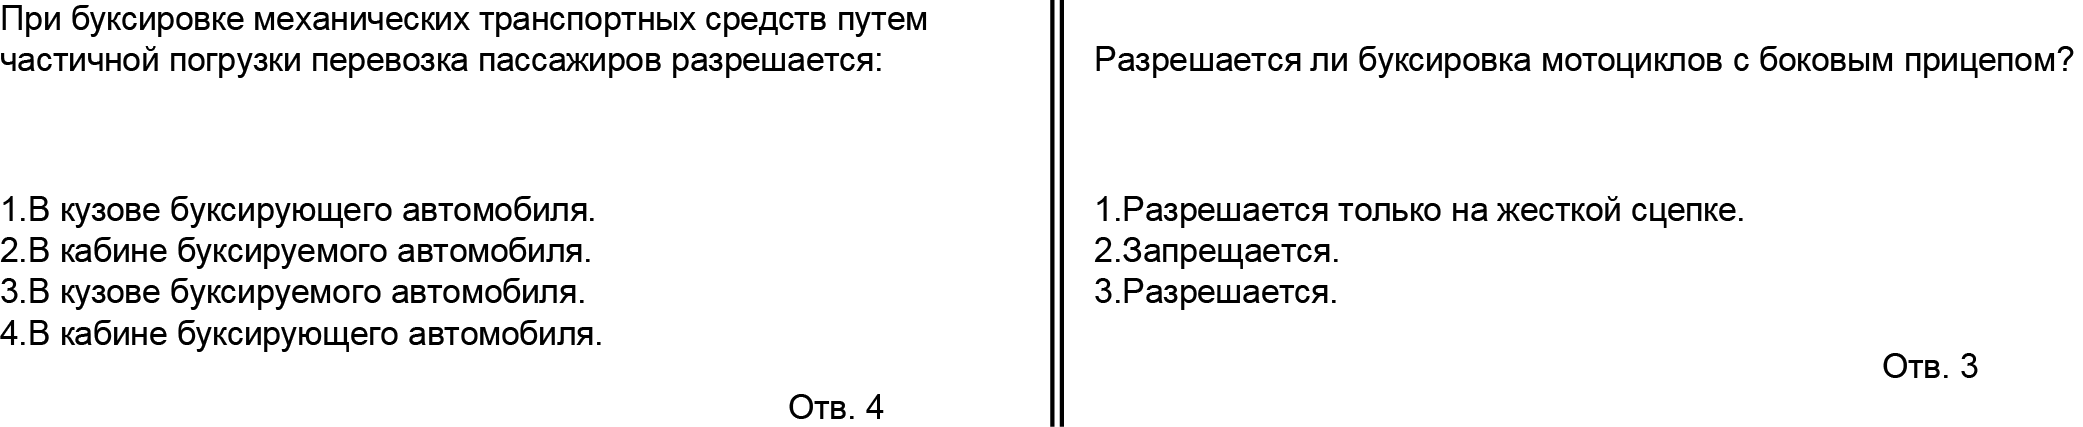 При буксировке механических транспортных средств путем
частичной погрузки перевозка пассажиров разрешается:
1.В кузове буксирующего автомобиля.
2.В кабине буксируемого автомобиля.
3.В кузове буксируемого автомобиля.
4.В кабине буксирующего автомобиля.
Отв. 4
Разрешается ли буксировка мотоциклов с боковым прицепом?
1.Разрешается только на жесткой сцепке.
2.Запрещается.
3.Разрешается.
Отв. 3